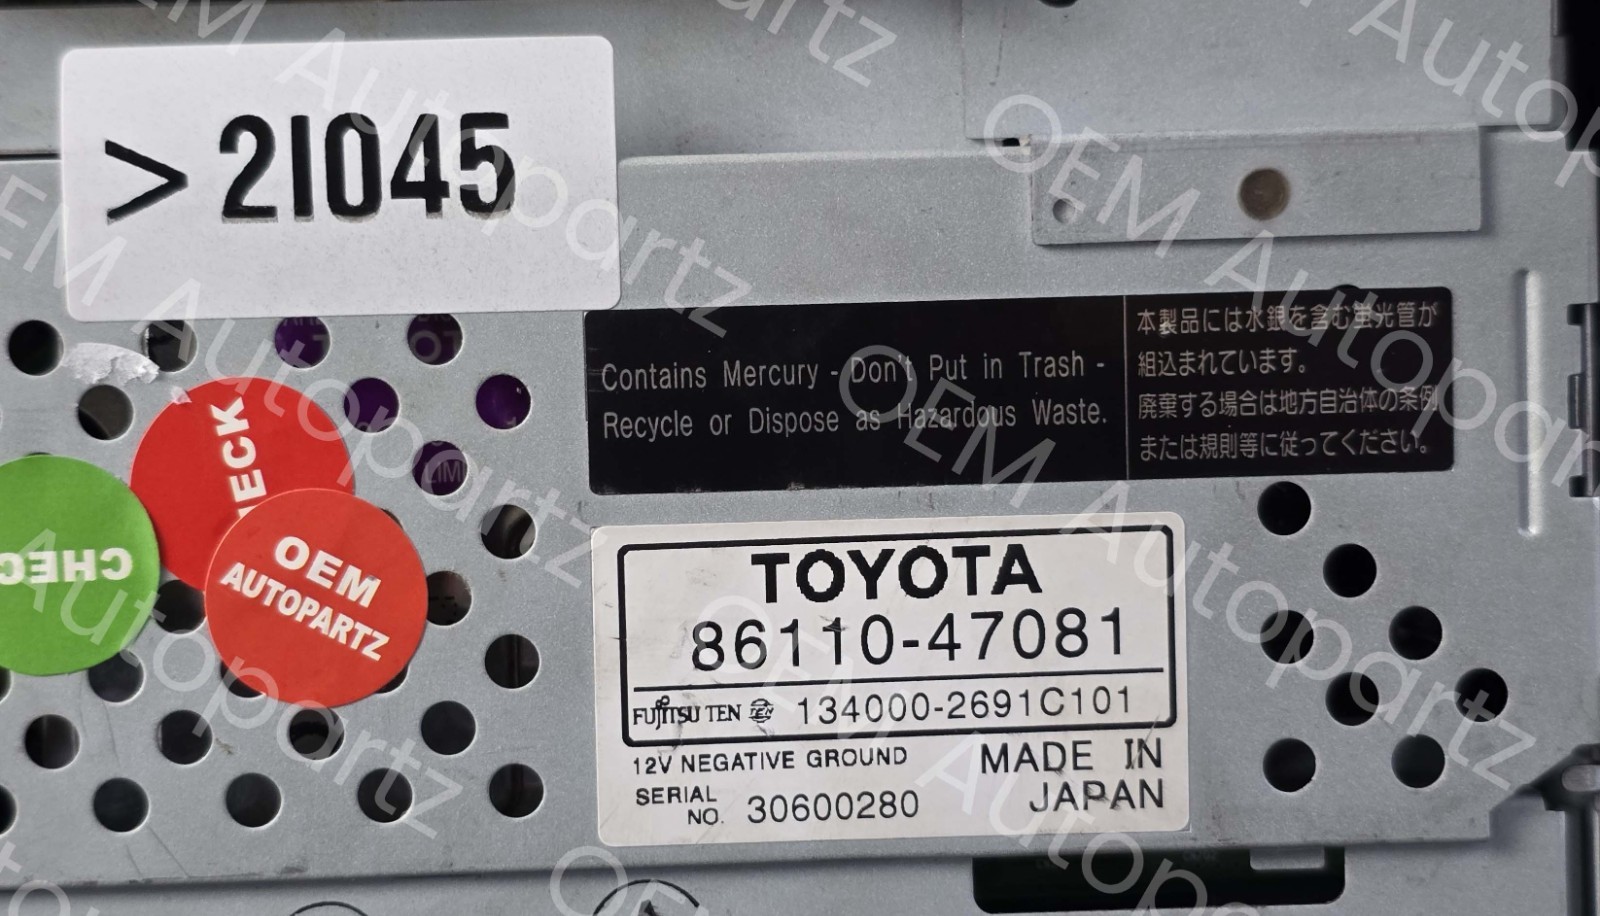 > 21045
Contains Mercury - Don't Put in Trash -
Recycle or Dispose as Hazardous Waste.
本製品には水銀を含む蛍光管が
組込まれています。
廃棄する場合は地方自治体の条例
または規則等に従ってください。
CHECK
OEM
AUTOPARTZ
TOYOTA
86110-47081
FUJITSU TEN TEN 134000-2691C101
12V NEGATIVE GROUND
MADE IN
JAPAN
SERIAL
NO. 30600280
OEM Autopartz